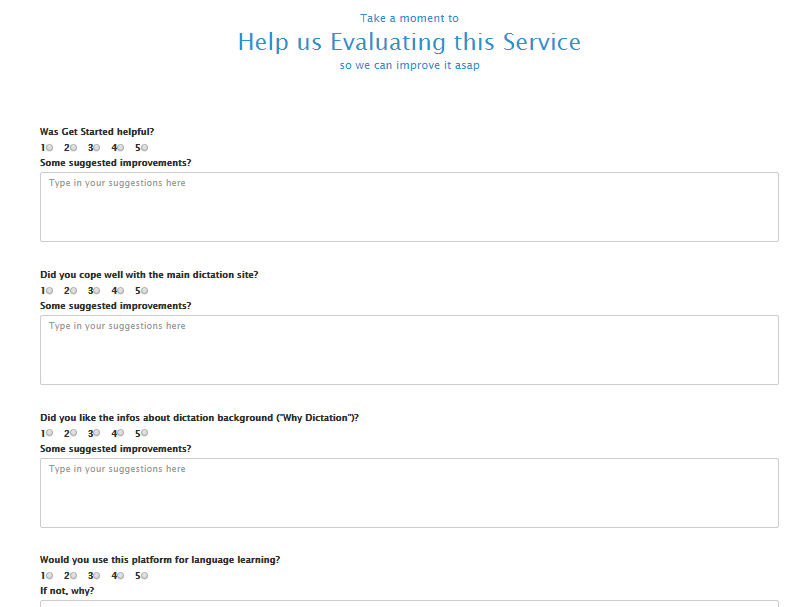 Take a moment to
Help us Evaluating this Service
so we can improve it asap
Was Get Started helpful?
1 2 3 4 5
Some suggested improvements?
Type in your suggestions here
Did you cope well with the main dictation site?
1 2 3 4 5
Some suggested improvements?
Type in your suggestions here
Did you like the infos about dictation background ("Why Dictation")?
1 2 3 4 5
Some suggested improvements?
Type in your suggestions here
Would you use this platform for language learning?
1 2 3 4 5
If not, why?